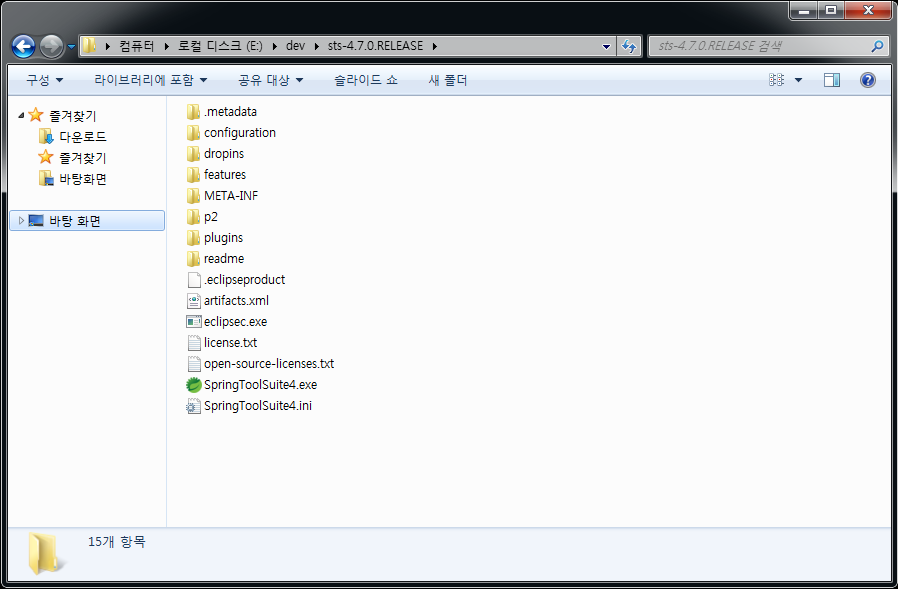 컴퓨터 로컬 디스크 (E:) dev sts-4.7.0.RELEASE
sts-4.7.0.RELEASE 검색
구성 라이브러리에 포함 공유 대상 슬라이드 쇼 새 폴더
즐겨찾기
다운로드
즐겨찾기
바탕화면
바탕 화면
.metadata
configuration
dropins
features
META-INF
p2
plugins
readme
.eclipseproduct
artifacts.xml
eclipsec.exe
license.txt
open-source-licenses.txt
SpringToolSuite4.exe
SpringToolSuite4.ini
15개 항목